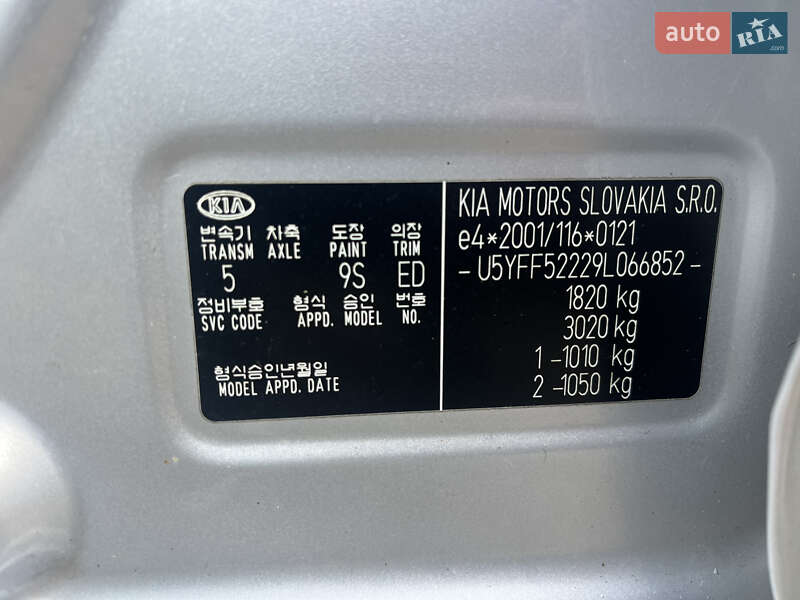 auto RIA.com
KIA
변속기 차축 도장 의장
TRANSM AXLE PAINT TRIM
5 9S ED
정비부호 형식 승인 번호
SVC CODE APPD. MODEL NO.
형식승인년월일
MODEL APPD. DATE
KIA MOTORS SLOVAKIA S.R.O.
e4*2001/116*0121
-U5YFF52229L066852-
1820 kg
3020 kg
1-1010 kg
2-1050 kg